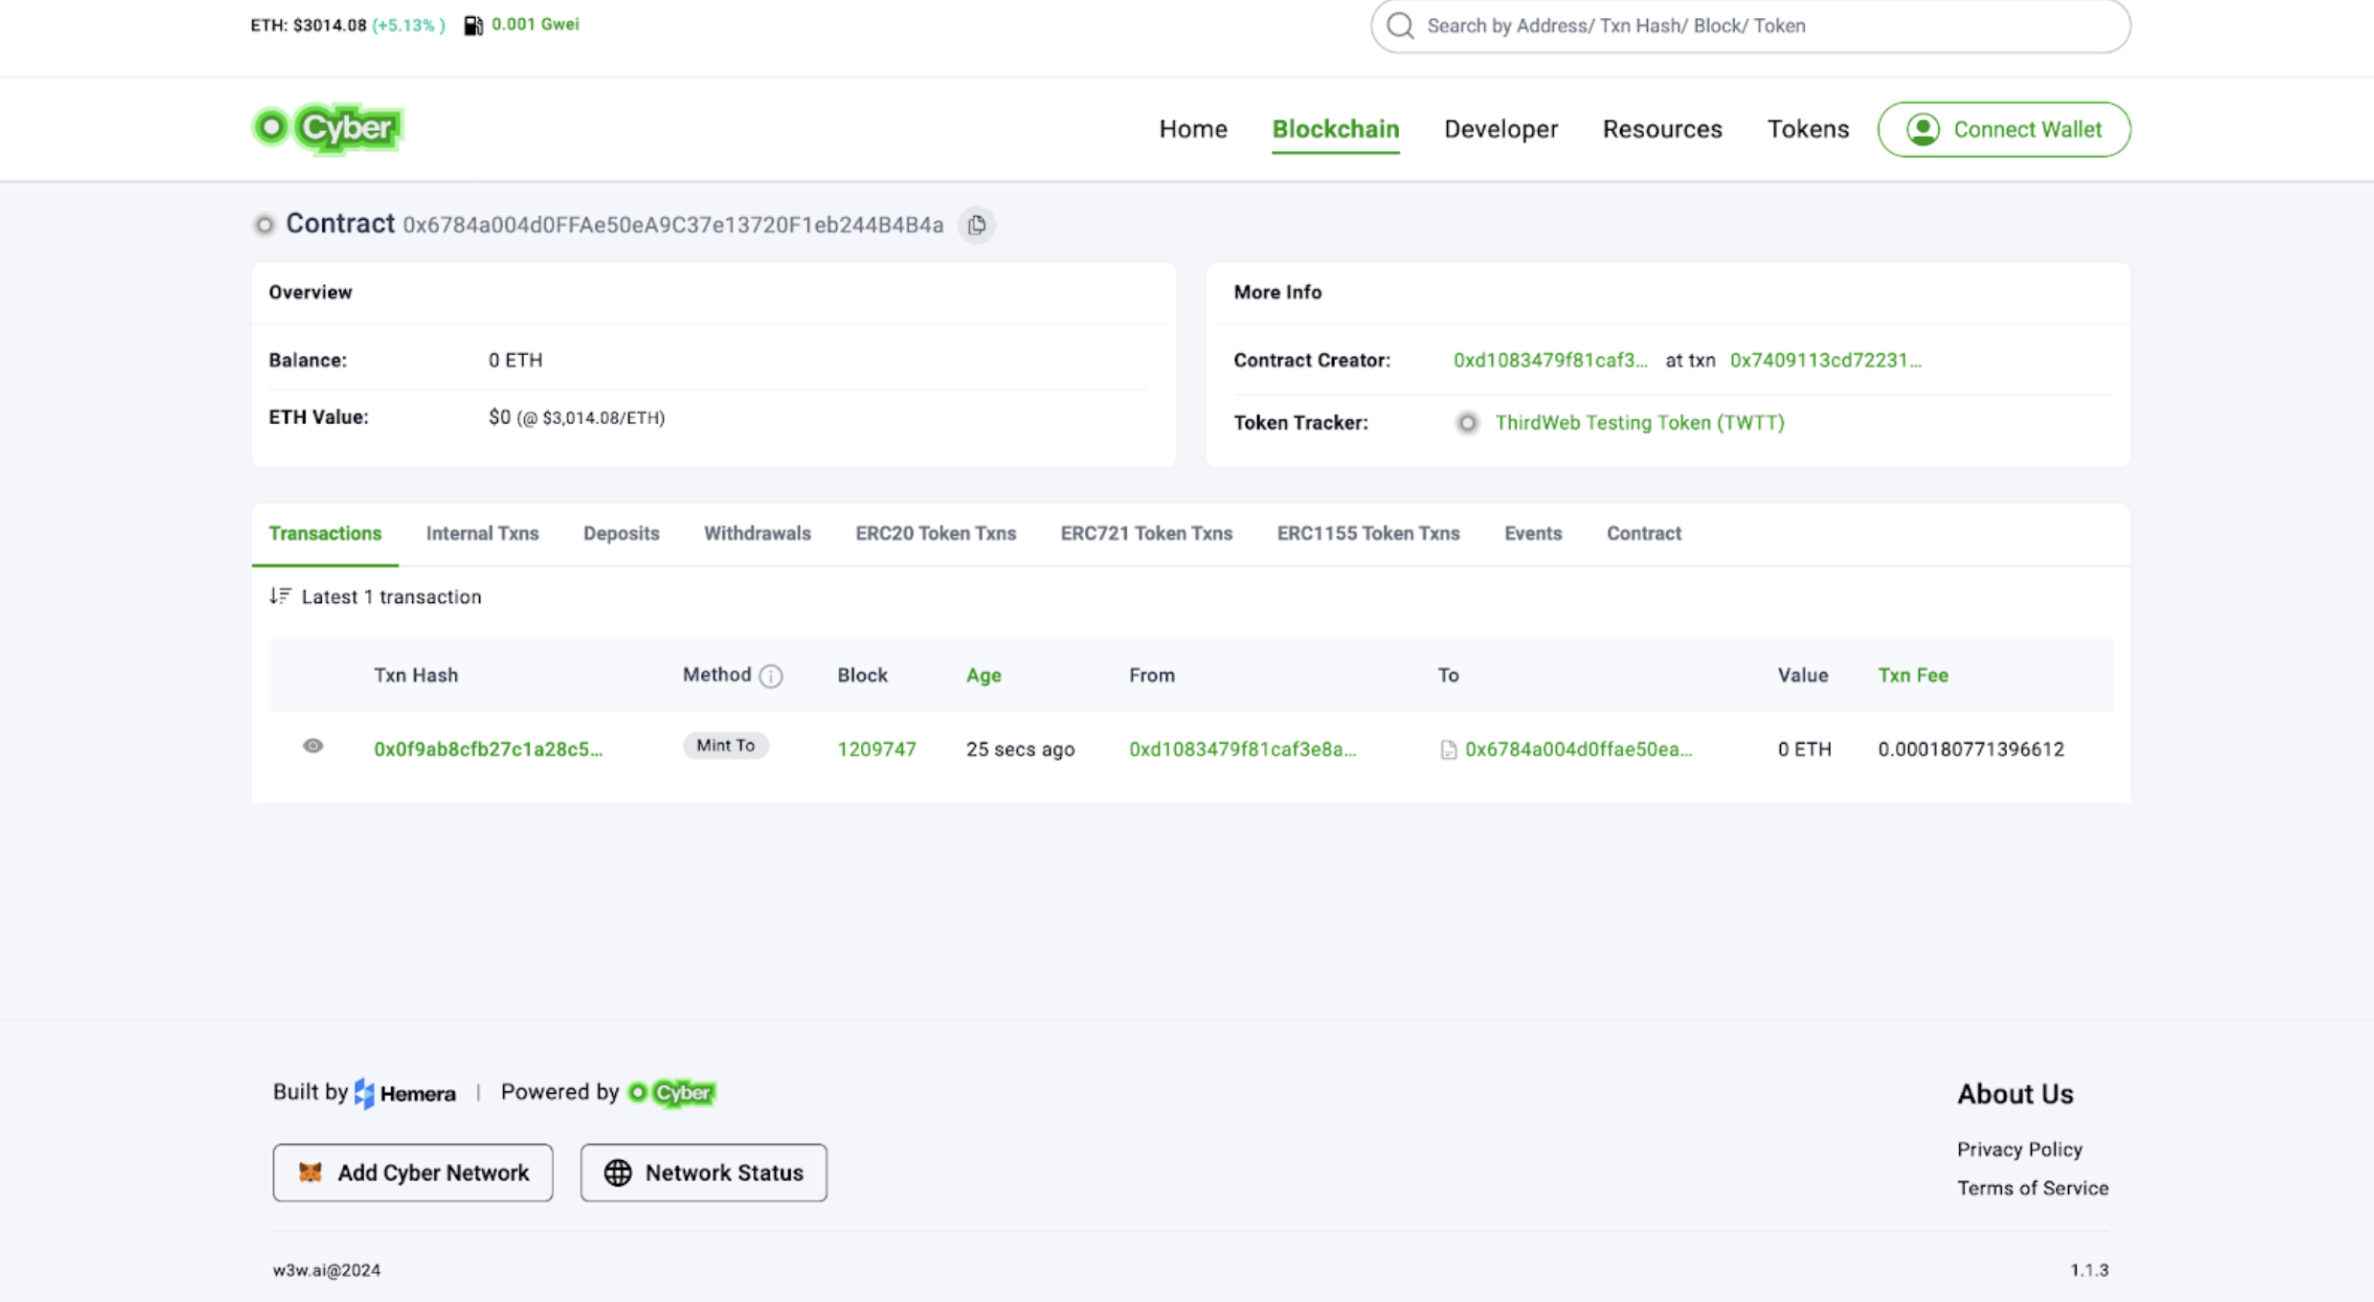 ETH: $3014.08 (+5.13% ) 0.001 Gwei
Search by Address/ Txn Hash/ Block/ Token
Cyber
Home Blockchain Developer Resources Tokens Connect Wallet
Contract 0x6784a004d0FFAe50eA9C37e13720F1eb244B4B4a
Overview
Balance: 0 ETH
ETH Value: $0 (@ $3,014.08/ETH)
More Info
Contract Creator: 0xd1083479f81caf3... at txn 0x7409113cd72231...
Token Tracker: ThirdWeb Testing Token (TWTT)
Transactions Internal Txns Deposits Withdrawals ERC20 Token Txns ERC721 Token Txns ERC1155 Token Txns Events Contract
Latest 1 transaction
Txn Hash Method Block Age From To Value Txn Fee
0x0f9ab8cfb27c1a28c5... Mint To 1209747 25 secs ago 0xd1083479f81caf3e8a... 0x6784a004d0ffae50ea... 0 ETH 0.000180771396612
Built by Hemera | Powered by Cyber
Add Cyber Network Network Status
About Us
Privacy Policy
Terms of Service
w3w.ai@2024 1.1.3